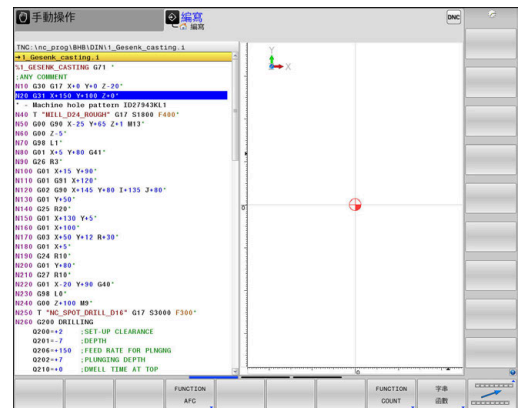 手動操作
編寫
編寫
DNC
TNC:\nc_prog\BHB\DIN\1_Gesenk_casting.i
→1_Gesenk_casting.i
%1_GESENK_CASTING G71 *
;ANY COMMENT
N10 G30 G17 X+0 Y+0 Z-20*
N20 G31 X+150 Y+100 Z+0*
* - Machine hole pattern ID27943KL1
N40 T "MILL_D24_ROUGH" G17 S1800 F400*
N50 G00 G90 X-25 Y+65 Z+1 M13*
N60 G00 Z-5*
N70 G98 L1*
N80 G01 X+5 Y+80 G41*
N90 G26 R3*
N100 G01 X+15 Y+90*
N110 G01 G91 X+120*
N120 G02 G90 X+145 Y+80 I+135 J+80*
N130 G01 Y+50*
N140 G25 R20*
N150 G01 X+130 Y+5*
N160 G01 X+100*
N170 G03 X+50 Y+12 R+30*
N180 G01 X+5*
N190 G24 R10*
N200 G01 Y+80*
N210 G27 R10*
N220 G01 X-20 Y+90 G40*
N230 G98 L0*
N240 G00 Z+100 M9*
N250 T "NC_SPOT_DRILL_D16" G17 S3000 F300*
N260 G200 DRILLING
Q200=+2 ;SET-UP CLEARANCE
Q201=-7 ;DEPTH
Q206=+150 ;FEED RATE FOR PLNGNG
Q202=+7 ;PLUNGING DEPTH
Q210=+0 ;DWELL TIME AT TOP
Y
X
0
0
FUNCTION
AFC
FUNCTION
COUNT
字串
函數